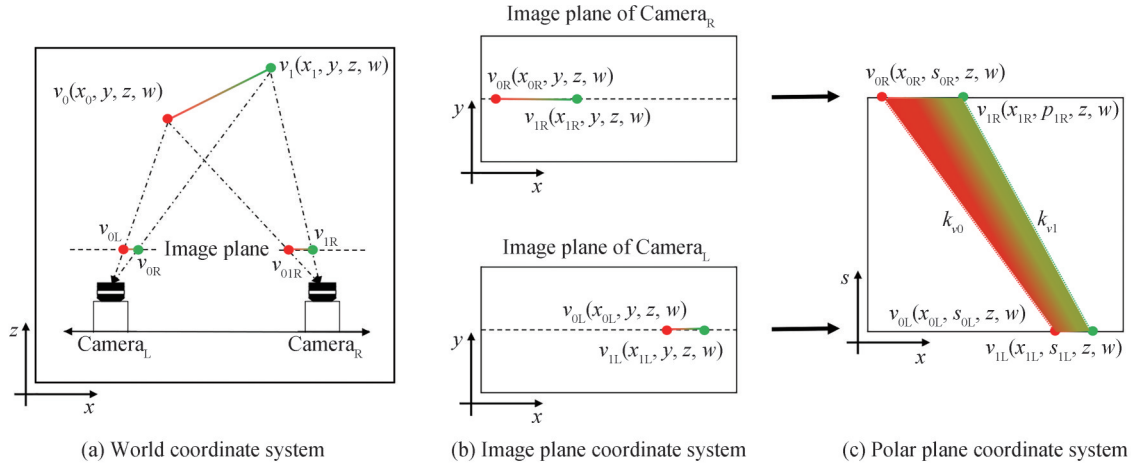 v0(x0, y, z, w)
v1(x1, y, z, w)
v0L
v0R
Image plane
v1R
v01R
CameraL
CameraR
z
x
(a) World coordinate system
Image plane of CameraR
v0R(x0R, y, z, w)
v1R(x1R, y, z, w)
y
x
Image plane of CameraL
v0L(x0L, y, z, w)
v1L(x1L, y, z, w)
y
x
(b) Image plane coordinate system
v0R(x0R, s0R, z, w)
v1R(x1R, p1R, z, w)
kv0
kv1
s
v0L(x0L, s0L, z, w)
x
v1L(x1L, s1L, z, w)
(c) Polar plane coordinate system